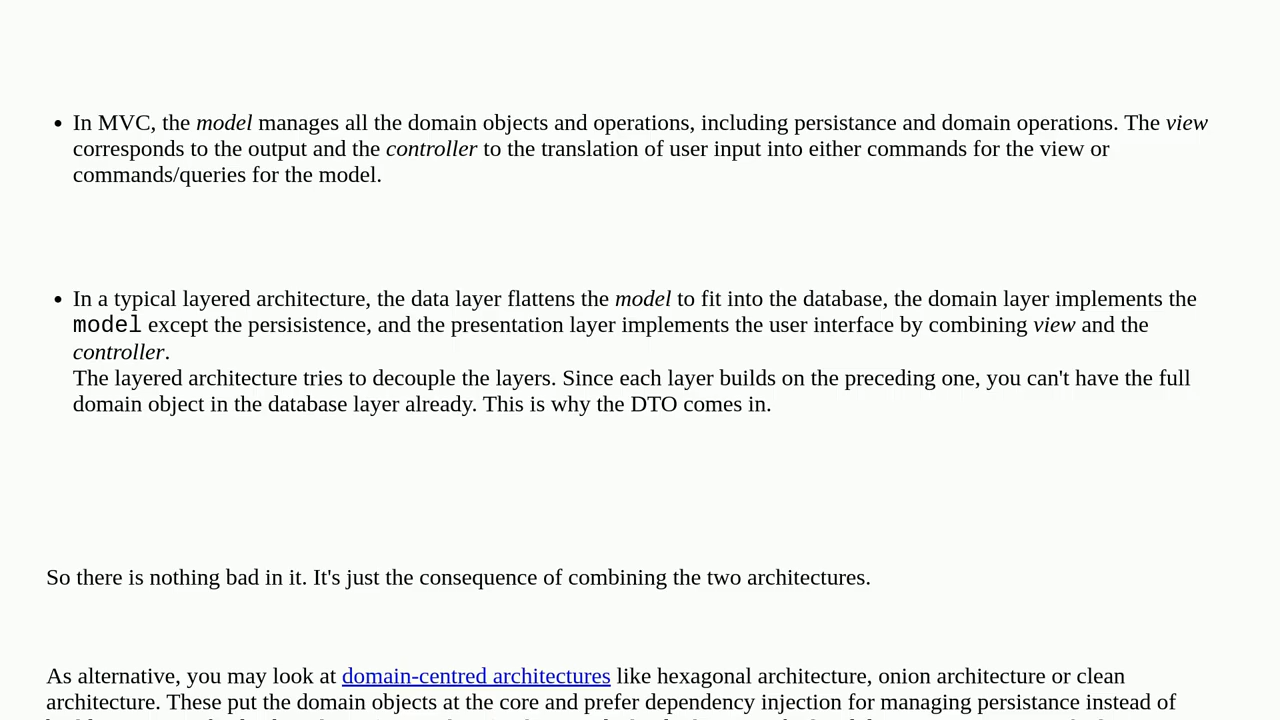 In MVC, the model manages all the domain objects and operations, including persistance and domain operations. The view
corresponds to the output and the controller to the translation of user input into either commands for the view or
commands/queries for the model.
In a typical layered architecture, the data layer flattens the model to fit into the database, the domain layer implements the
model except the persisistence, and the presentation layer implements the user interface by combining view and the
controller.
The layered architecture tries to decouple the layers. Since each layer builds on the preceding one, you can't have the full
domain object in the database layer already. This is why the DTO comes in.
So there is nothing bad in it. It's just the consequence of combining the two architectures.
As alternative, you may look at domain-centred architectures like hexagonal architecture, onion architecture or clean
architecture. These put the domain objects at the core and prefer dependency injection for managing persistance instead of